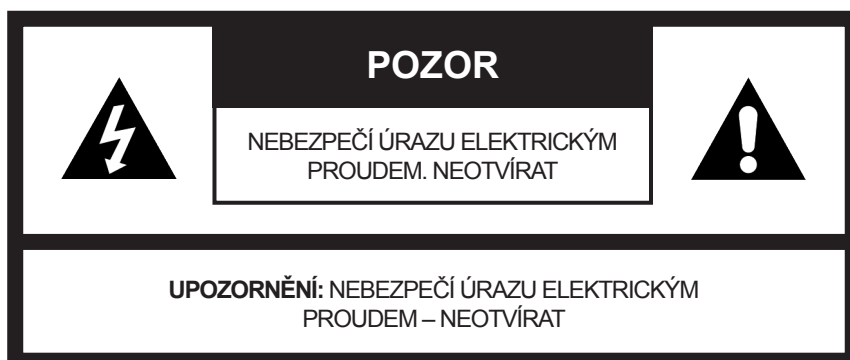 POZOR
NEBEZPEČÍ ÚRAZU ELEKTRICKÝM
PROUDEM. NEOTVÍRAT
UPOZORNĚNÍ: NEBEZPEČÍ ÚRAZU ELEKTRICKÝM
PROUDEM – NEOTVÍRAT